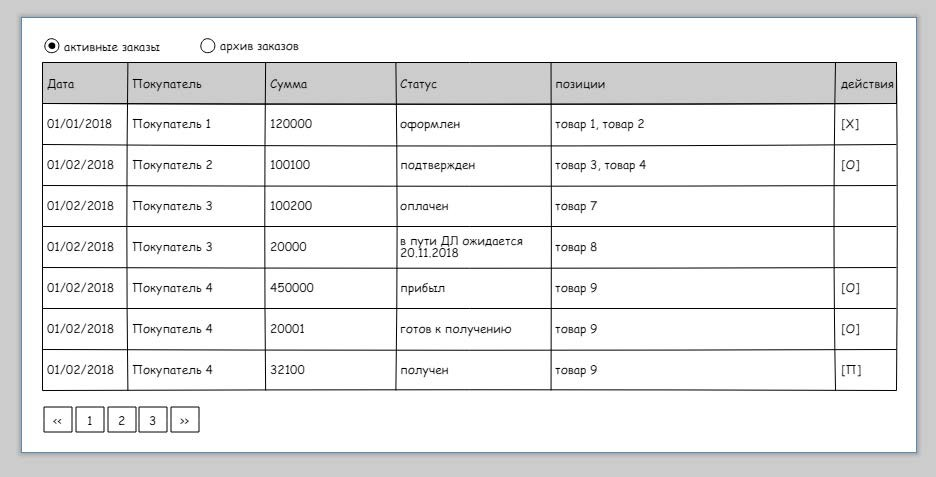 активные заказы архив заказов
Дата Покупатель Сумма Статус позиции действия
01/01/2018 Покупатель 1 120000 оформлен товар 1, товар 2 [X]
01/02/2018 Покупатель 2 100100 подтвержден товар 3, товар 4 [O]
01/02/2018 Покупатель 3 100200 оплачен товар 7
01/02/2018 Покупатель 3 20000 в пути ДЛ ожидается
20.11.2018 товар 8
01/02/2018 Покупатель 4 450000 прибыл товар 9 [O]
01/02/2018 Покупатель 4 20001 готов к получению товар 9 [O]
01/02/2018 Покупатель 4 32100 получен товар 9 [П]
<< 1 2 3 >>